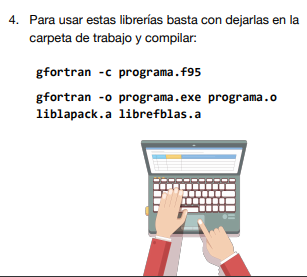 4. Para usar estas librerías basta con dejarlas en la
carpeta de trabajo y compilar:
gfortran -c programa.f95
gfortran -o programa.exe programa.o
liblapack.a librefblas.a